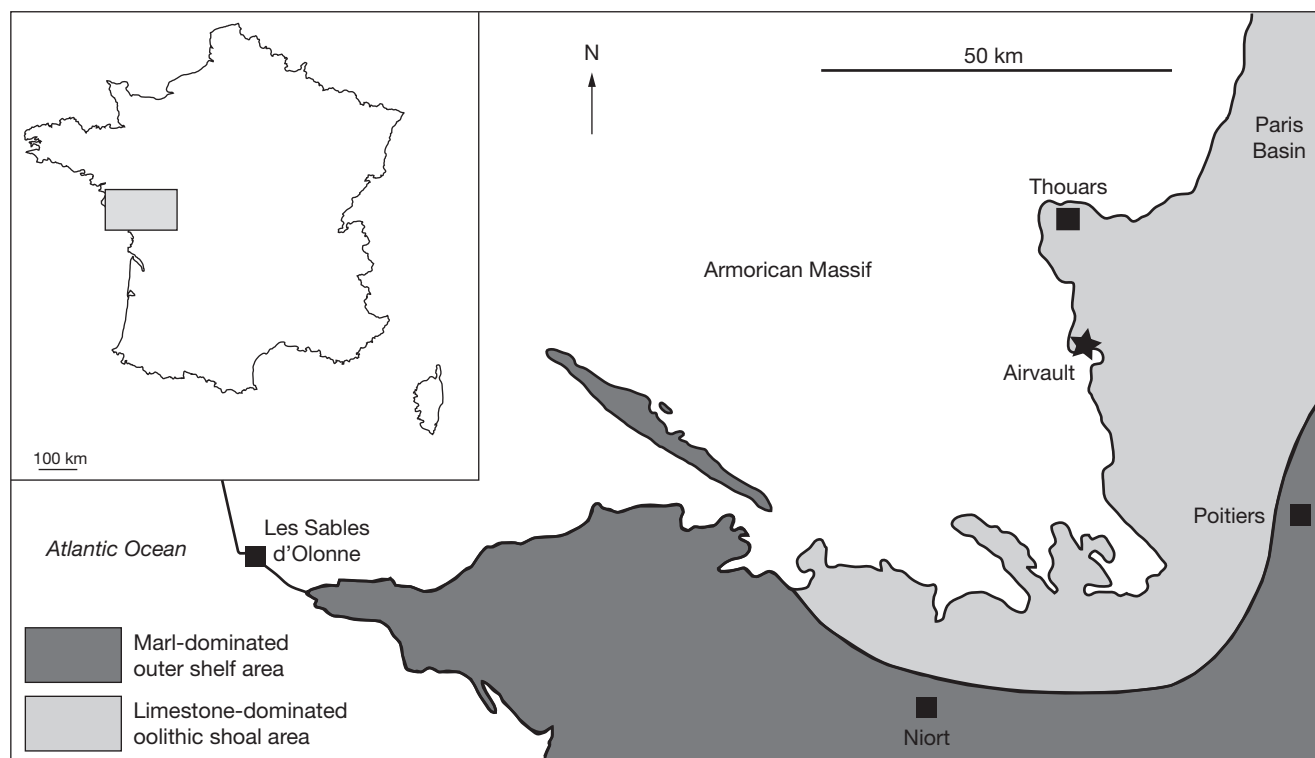 N
50 km
Paris
Basin
Thouars
Armorican Massif
Airvault
100 km
Les Sables
d'Olonne
Atlantic Ocean
Poitiers
Marl-dominated
outer shelf area
Limestone-dominated
oolithic shoal area
Niort